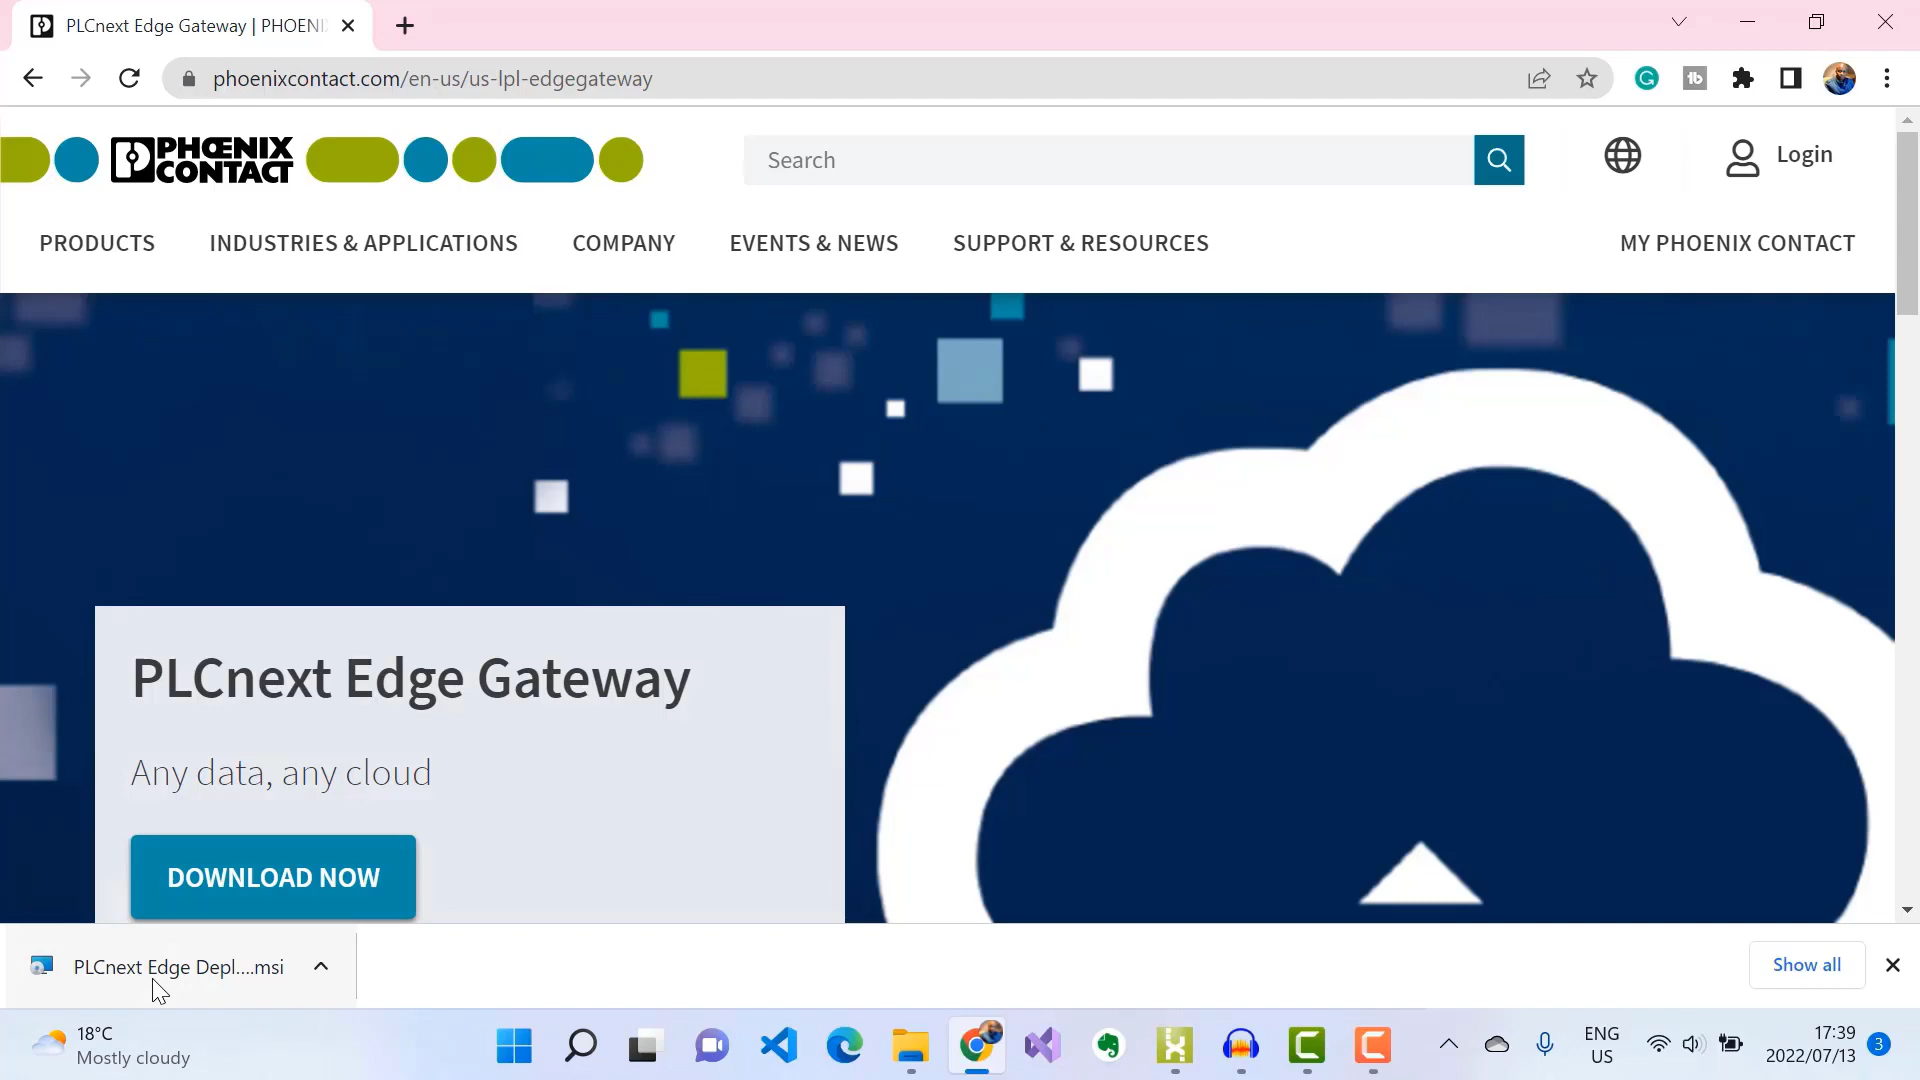 PLCnext Edge Gateway | PHOENI
phoenixcontact.com/en-us/us-lpl-edgegateway
PHŒNIX
CONTACT
Search
Login
PRODUCTS
INDUSTRIES & APPLICATIONS
COMPANY
EVENTS & NEWS
SUPPORT & RESOURCES
MY PHOENIX CONTACT
PLCnext Edge Gateway
Any data, any cloud
DOWNLOAD NOW
PLCnext Edge Depl....msi
Show all
18°C
Mostly cloudy
ENG
US
17:39
2022/07/13
3